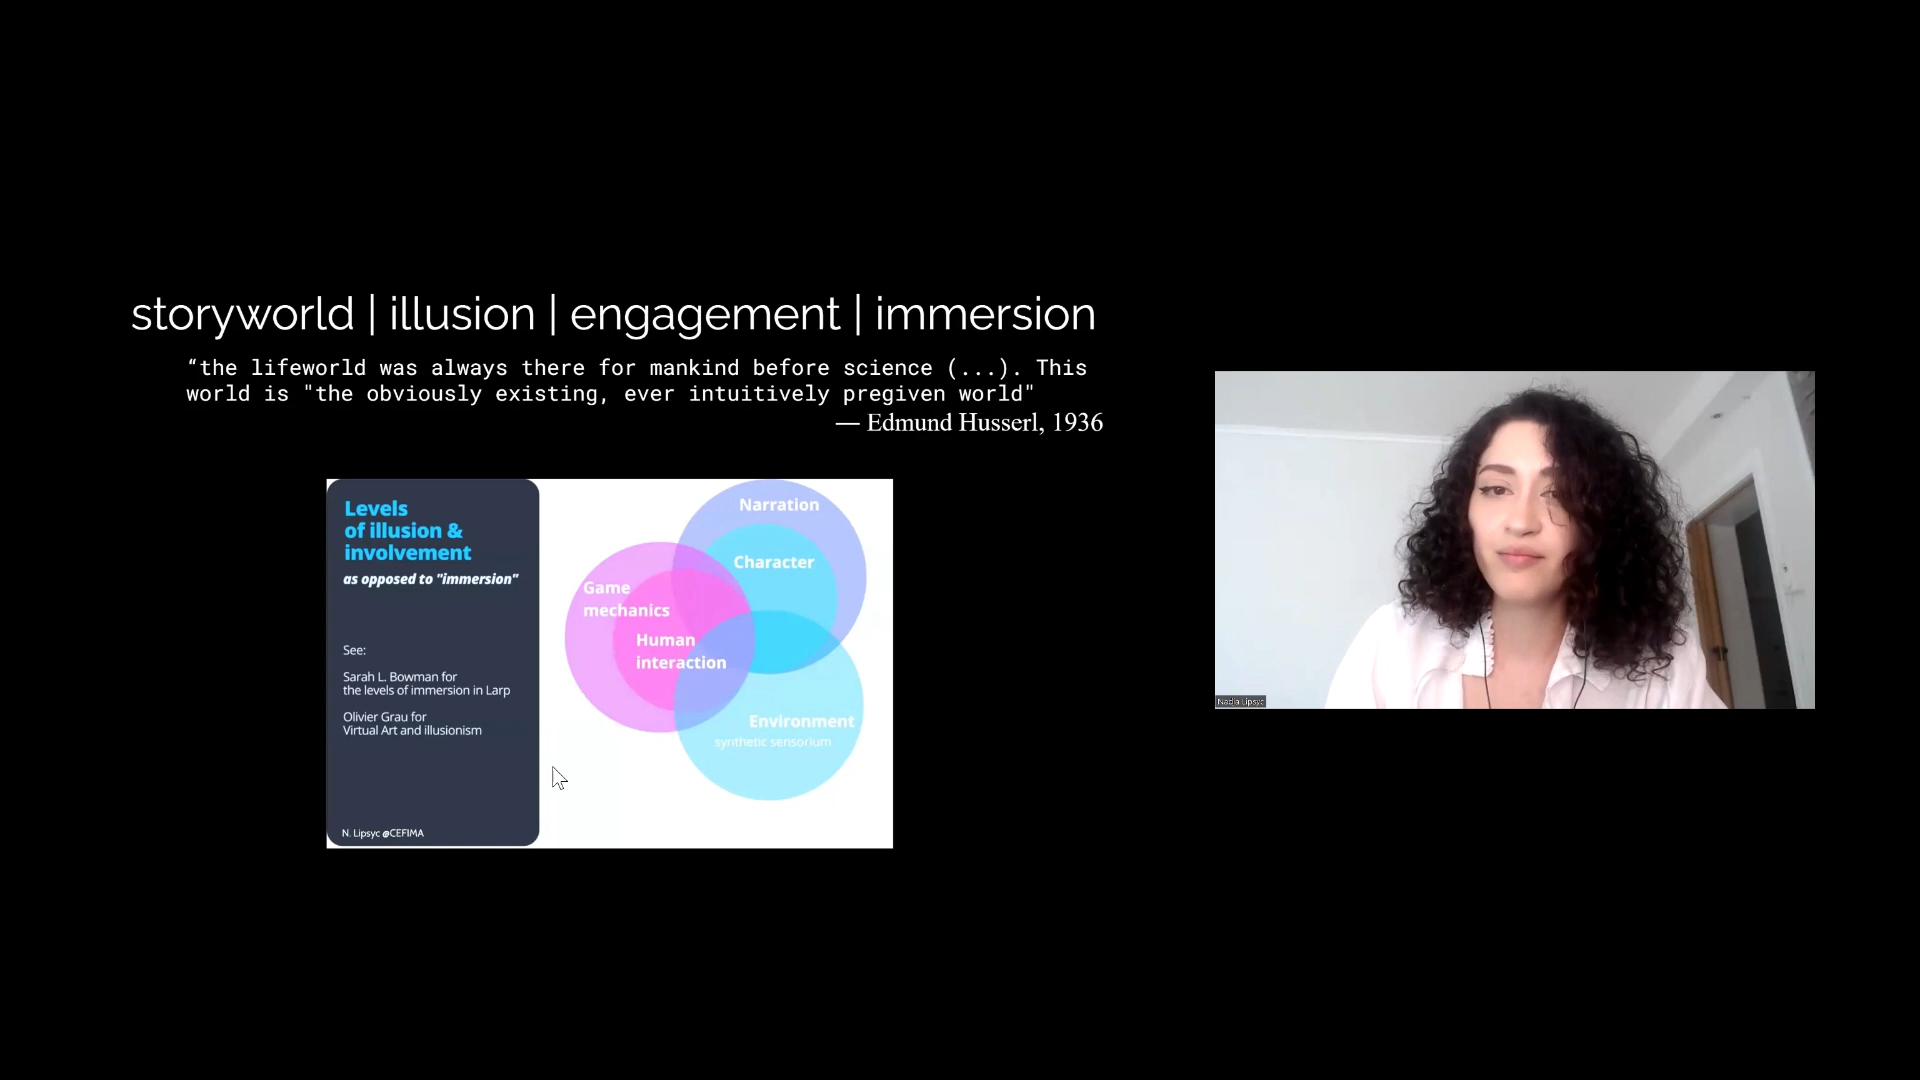 storyworld | illusion | engagement | immersion
“the lifeworld was always there for mankind before science (...). This
world is "the obviously existing, ever intuitively pregiven world"
— Edmund Husserl, 1936
Levels
of illusion &
involvement
as opposed to "immersion"
See:
Sarah L. Bowman for
the levels of immersion in Larp
Olivier Grau for
Virtual Art and illusionism
N. Lipsyc @CEFIMA
Narration
Character
Game
mechanics
Human
interaction
Environment
synthetic sensorium
Nadia Lipsyc